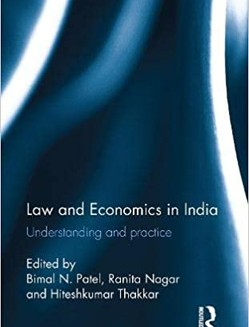 Law and Economics in India
Understanding and practice
Edited by
Bimal N. Patel, Ranita Nagar
and Hiteshkumar Thakkar